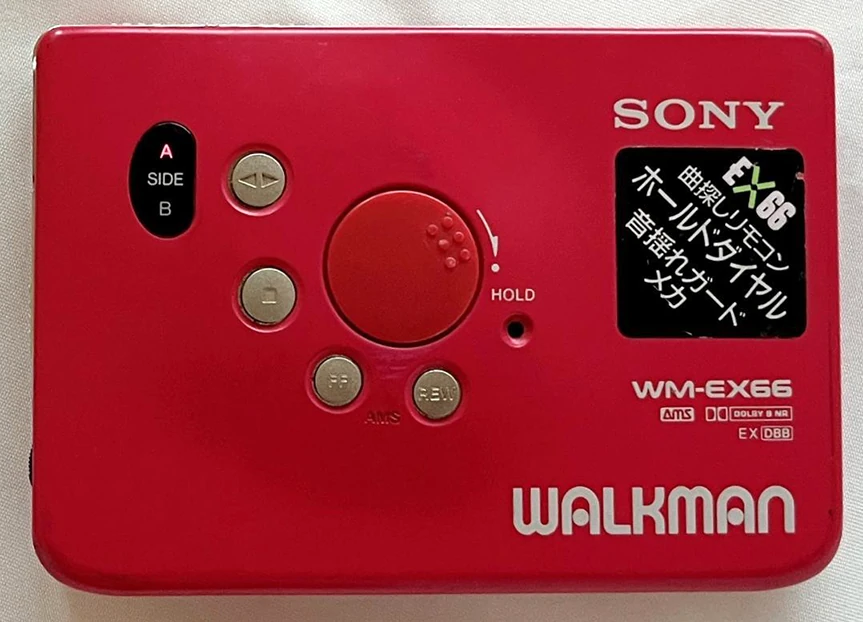 SONY
A
SIDE
B
EX66
曲探しリモコン
ホールドダイヤル
音揺れガード
メカ
HOLD
FF
REW
AMS
WM-EX66
AMS DOLBY B NR
EX DBB
WALKMAN